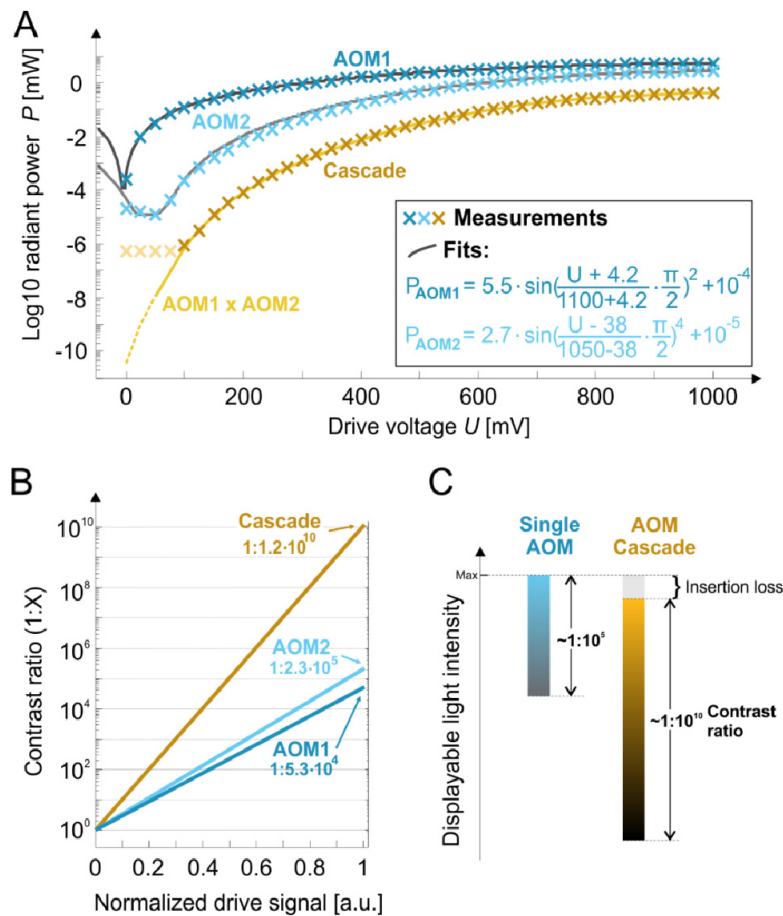 A
Log10 radiant power P [mW]
0
-2
-4
-6
-8
-10
AOM1
AOM2
Cascade
AOM1 x AOM2
Measurements
Fits:
P_AOM1 = 5.5 · sin(U + 4.2 / 1100+4.2 · π / 2)^2 + 10^-4
P_AOM2 = 2.7 · sin(U - 38 / 1050-38 · π / 2)^4 + 10^-5
0 200 400 600 800 1000
Drive voltage U [mV]
B
Contrast ratio (1:X)
10^10
10^8
10^6
10^4
10^2
10^0
Cascade
1:1.2·10^10
AOM2
1:2.3·10^5
AOM1
1:5.3·10^4
0 0.2 0.4 0.6 0.8 1
Normalized drive signal [a.u.]
C
Displayable light intensity
Single
AOM
AOM
Cascade
Max
Insertion loss
~1:10^5
~1:10^10 Contrast
ratio